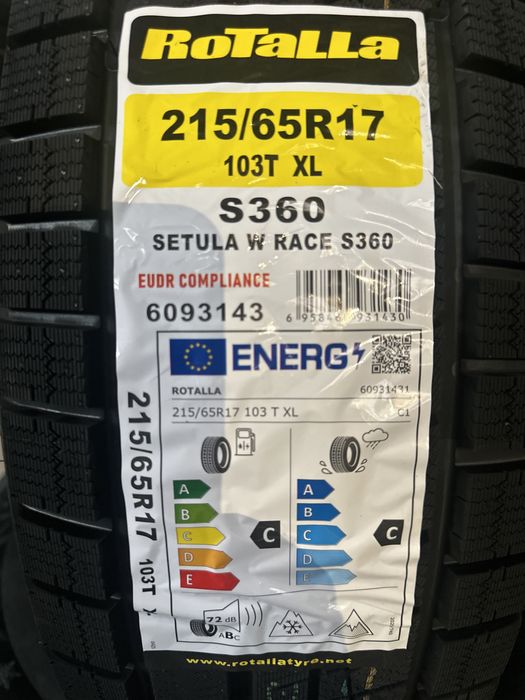 RoTaLLa
215/65R17
103T XL
S360
SETULA W RACE S360
EUDR COMPLIANCE
6093143
ENERG
ROTALLA
60931431
215/65R17 103 T XL
C1
A
B
C
D
E
C
A
B
C
D
E
C
72 dB
ABC
215/65R17 103T
www.rotallatyre.net